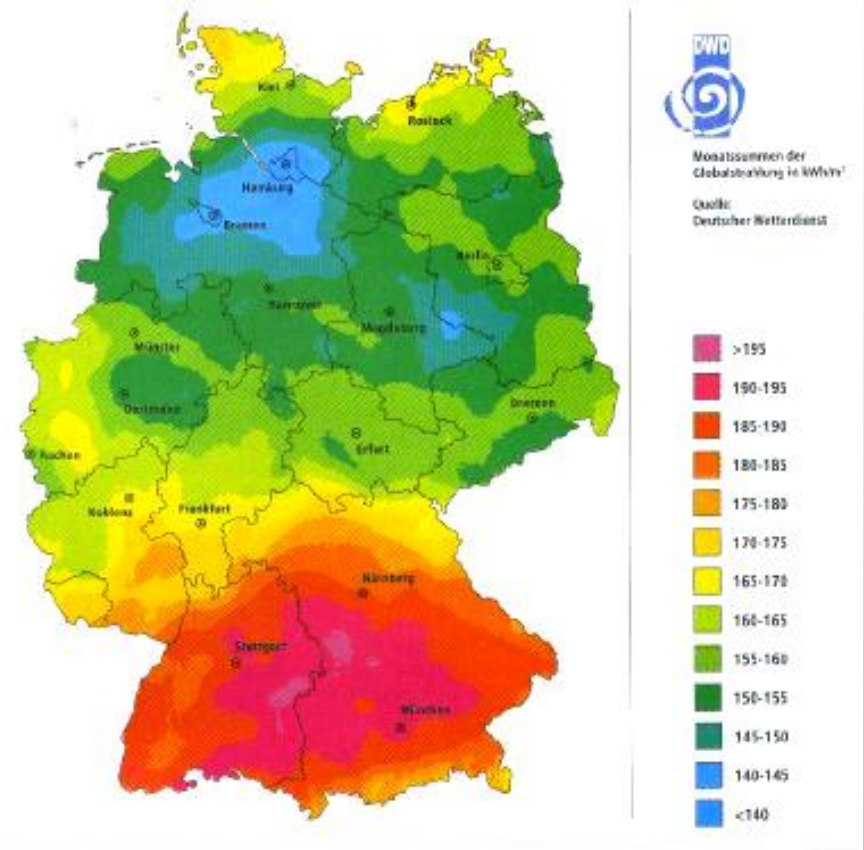 DWD
Monatssummen der
Globalstrahlung in kWh/m²
Quelle:
Deutscher Wetterdienst
Kiel
Rostock
Hamburg
Bremen
Berlin
Hannover
Magdeburg
Münster
Dortmund
Dresden
Erfurt
Aachen
Koblenz
Frankfurt
Nürnberg
Stuttgart
München
>195
190-195
185-190
180-185
175-180
170-175
165-170
160-165
155-160
150-155
145-150
140-145
<140